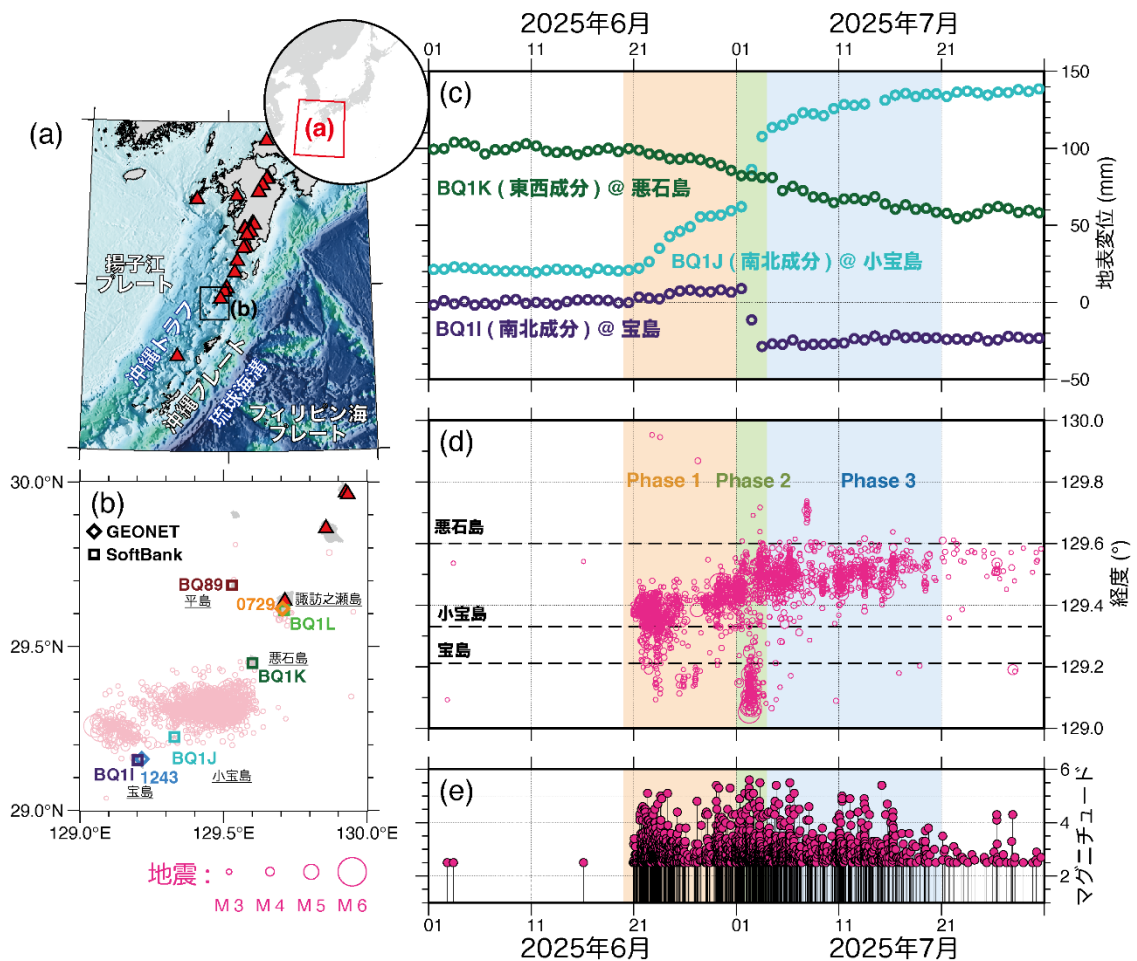 2025年6月
2025年7月
01
11
21
01
11
21
(a)
(a)
揚子江
プレート
(b)
沖縄トラフ
沖縄プレート
琉球海溝
フィリピン海
プレート
(c)
BQ1K ( 東西成分 ) @ 悪石島
BQ1J ( 南北成分 ) @ 小宝島
BQ1I ( 南北成分 ) @ 宝島
150
100
50
0
−50
地表変位 (mm)
(b)
GEONET
SoftBank
BQ89
平島
0729
諏訪之瀬島
BQ1L
悪石島
BQ1K
BQ1J
BQ1I
1243
小宝島
宝島
30.0°N
29.5°N
29.0°N
129.0°E
129.5°E
130.0°E
地震 :
M 3
M 4
M 5
M 6
(d)
Phase 1
Phase 2
Phase 3
悪石島
小宝島
宝島
130.0
129.8
129.6
129.4
129.2
129.0
経度 (°)
(e)
6
4
2
マグニチュード
01
11
21
01
11
21
2025年6月
2025年7月